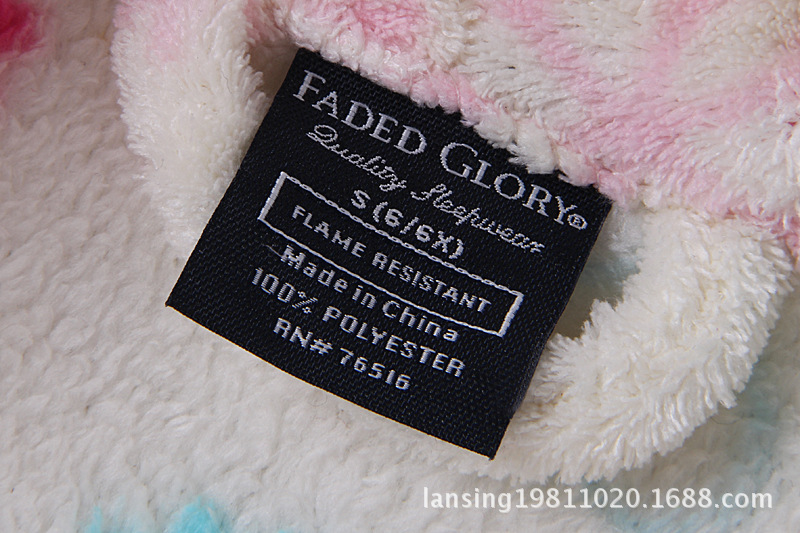 FADED GLORY®
Quality Sleepwear
S (6/6X)
FLAME RESISTANT
Made in China
100% POLYESTER
RN# 76516
lansing19811020.1688.com